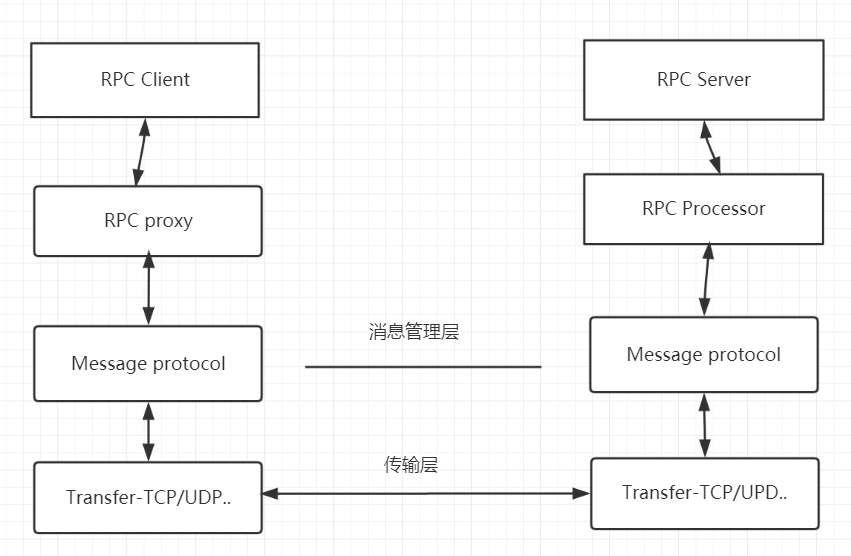 RPC Client
RPC Server
RPC proxy
RPC Processor
消息管理层
Message protocol
Message protocol
传输层
Transfer-TCP/UDP..
Transfer-TCP/UPD..